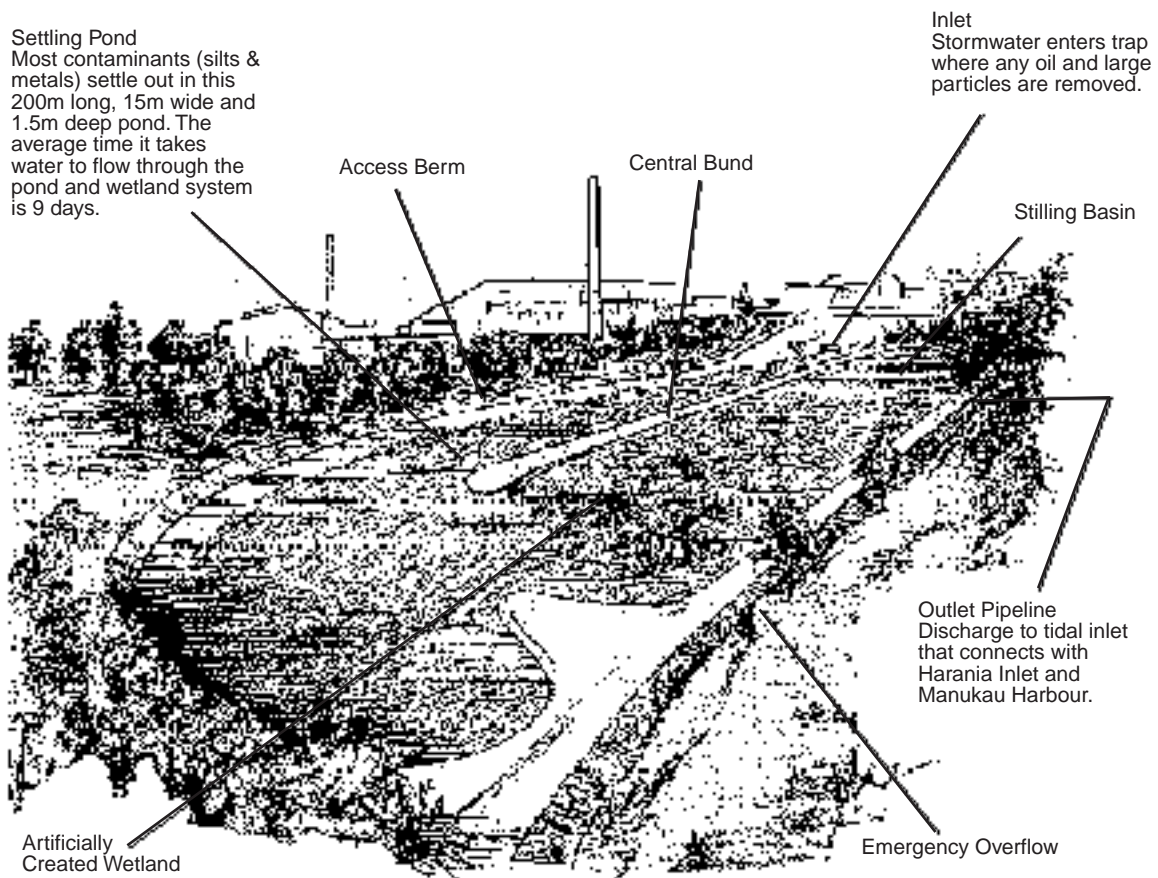 Settling Pond
Most contaminants (silts &
metals) settle out in this
200m long, 15m wide and
1.5m deep pond. The
average time it takes
water to flow through the
pond and wetland system
is 9 days.
Access Berm
Central Bund
Inlet
Stormwater enters trap
where any oil and large
particles are removed.
Stilling Basin
Outlet Pipeline
Discharge to tidal inlet
that connects with
Harania Inlet and
Manukau Harbour.
Artificially
Created Wetland
Emergency Overflow